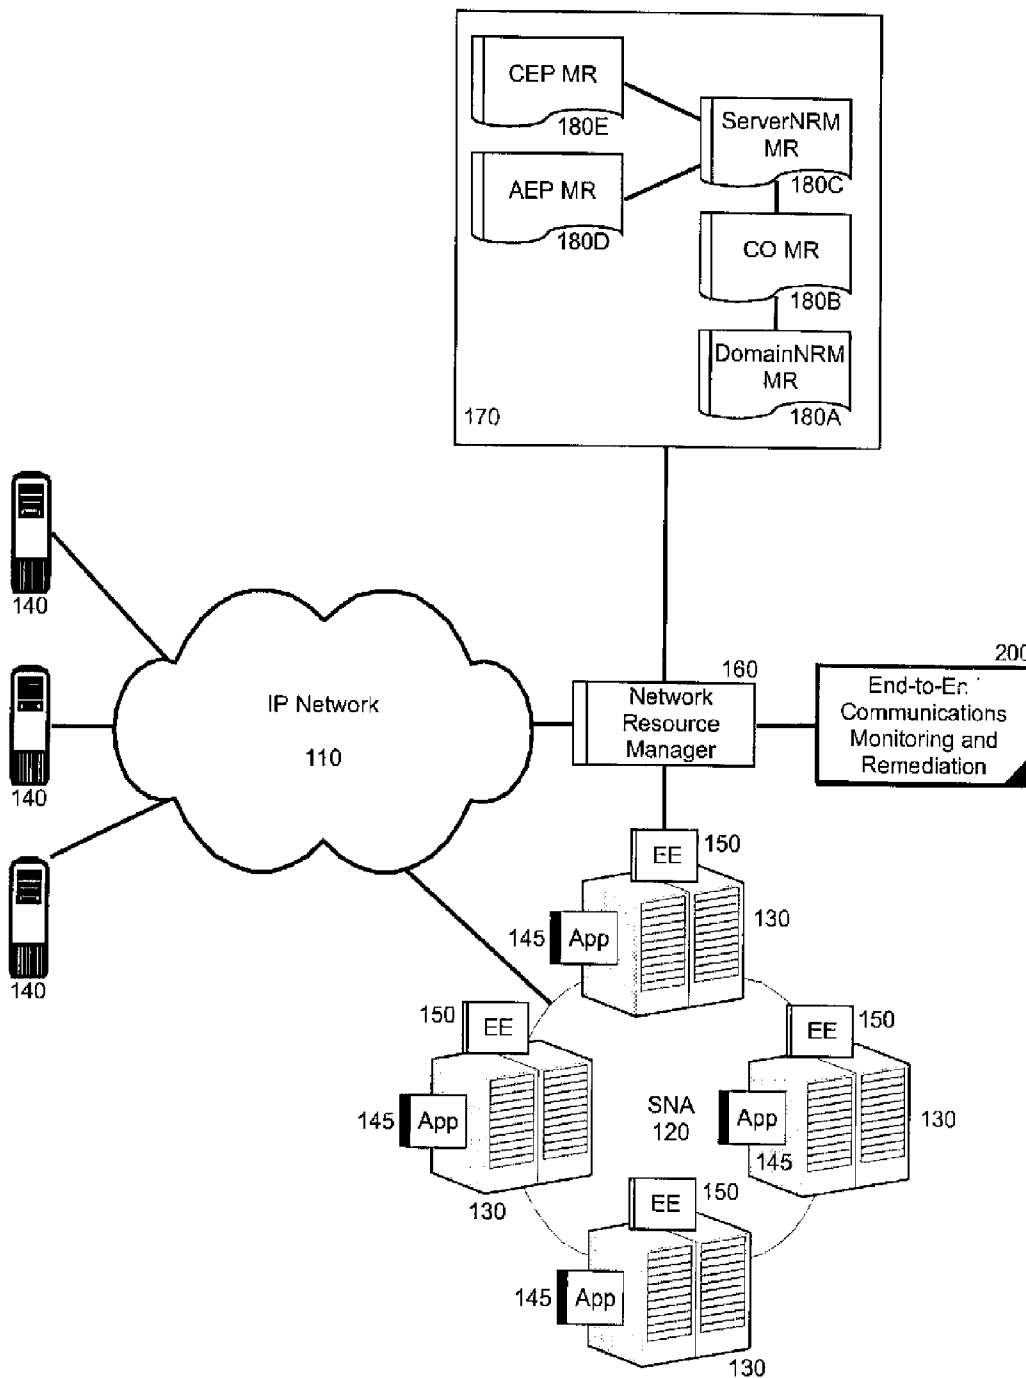 CEP MR
180E
ServerNRM
MR
180C
AEP MR
180D
CO MR
180B
DomainNRM
MR
180A
170
140
140
140
IP Network
110
160
Network
Resource
Manager
200
Communications
Monitoring and
Remediation
EE
150
App
145
130
EE
150
App
145
130
EE
150
App
145
130
SNA
120
EE
150
App
145
130